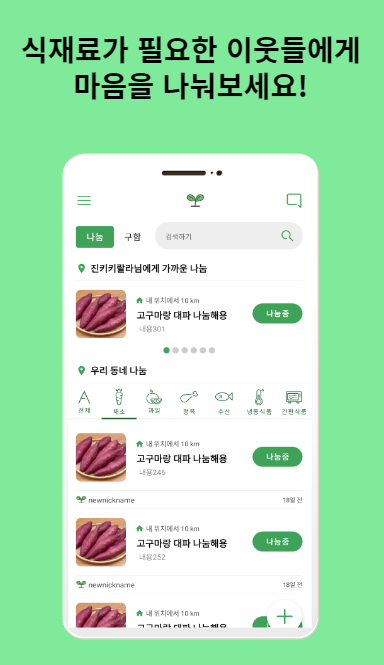 식재료가 필요한 이웃들에게
마음을 나눠보세요!
나눔 구함 검색하기
진키키랄라님에게 가까운 나눔
내 위치에서 10 km
고구마랑 대파 나눔해용
내용301
나눔중
우리 동네 나눔
전체 채소 과일 정육 수산 냉동식품 간편식품
내 위치에서 10 km
고구마랑 대파 나눔해용
내용246
나눔중
newnickname 18일 전
내 위치에서 10 km
고구마랑 대파 나눔해용
내용252
나눔중
newnickname 18일 전
내 위치에서 10 km
고구마랑 대파 나눔해용